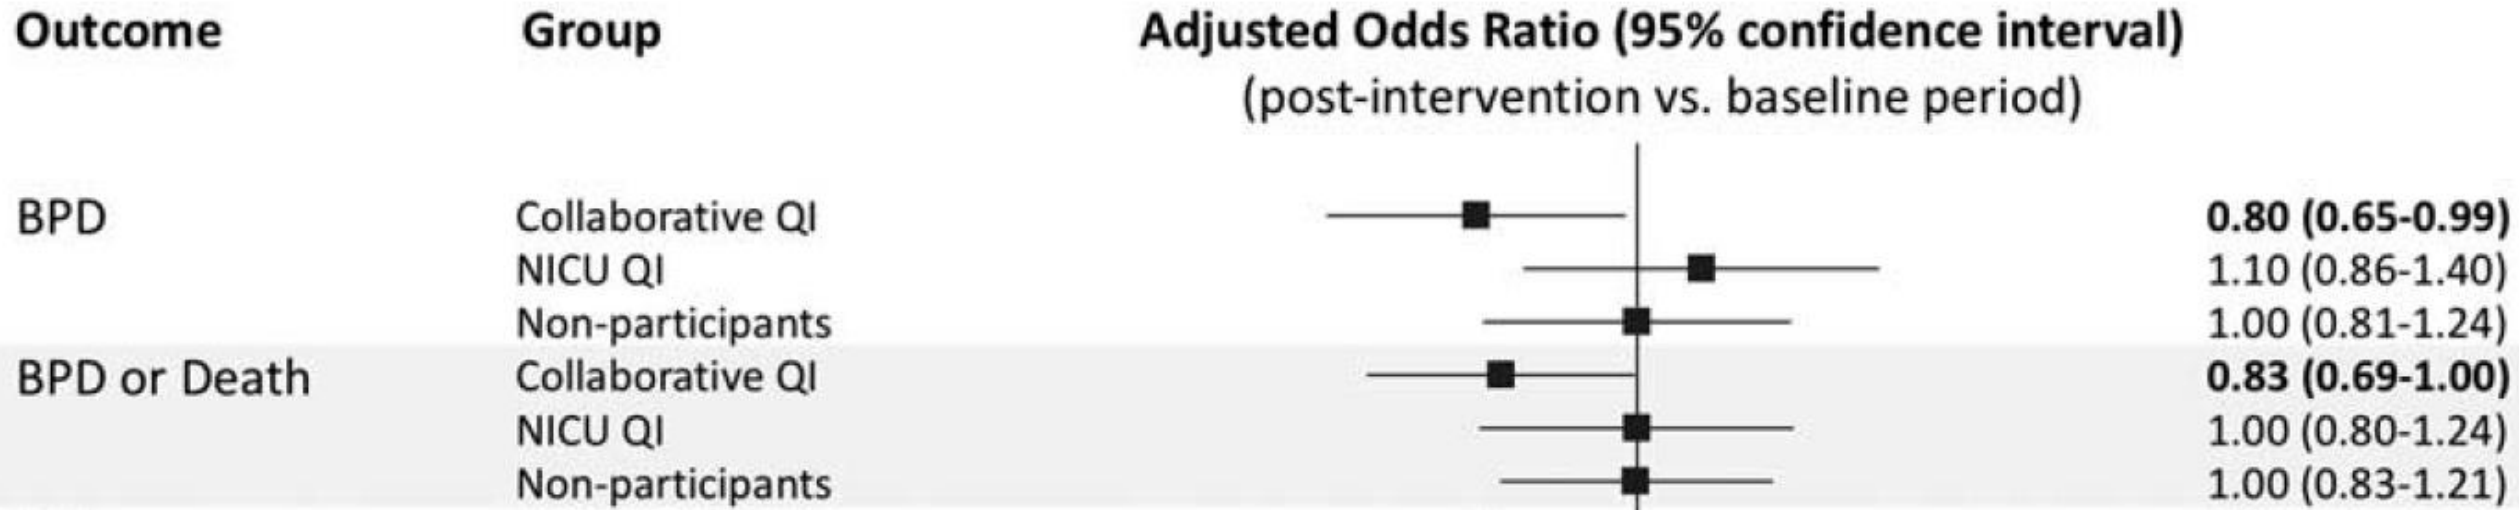 Outcome Group Adjusted Odds Ratio (95% confidence interval)
(post-intervention vs. baseline period)
BPD Collaborative QI 0.80 (0.65-0.99)
NICU QI 1.10 (0.86-1.40)
Non-participants 1.00 (0.81-1.24)
BPD or Death Collaborative QI 0.83 (0.69-1.00)
NICU QI 1.00 (0.80-1.24)
Non-participants 1.00 (0.83-1.21)